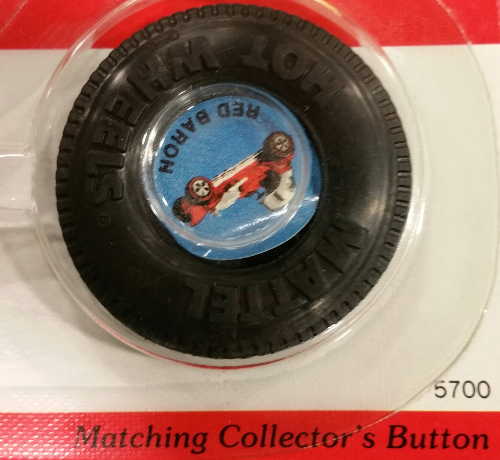 HOT WHEELS
MATTEL
RED BARON
5700
Matching Collector's Button